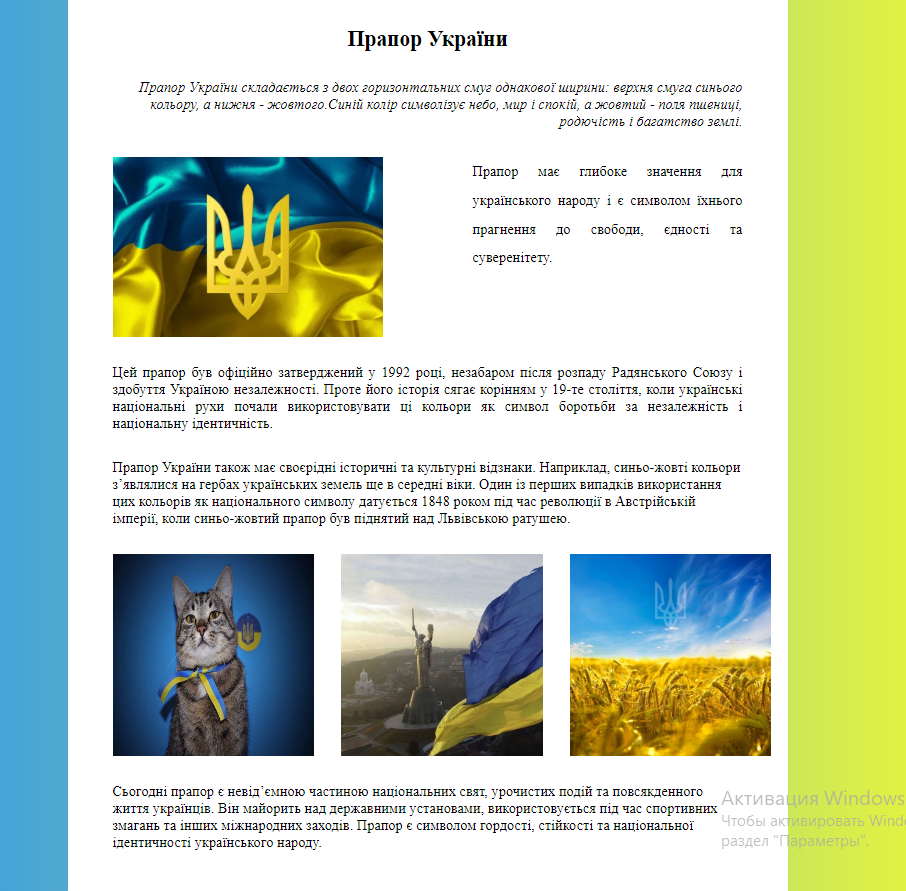 Прапор України
Прапор України складається з двох горизонтальних смуг однакової ширини: верхня смуга синього
кольору, а нижня - жовтого.Синій колір символізує небо, мир і спокій, а жовтий - поля пшениці,
родючість і багатство землі.
Прапор має глибоке значення для
українського народу і є символом їхнього
прагнення до свободи, єдності та
суверенітету.
Цей прапор був офіційно затверджений у 1992 році, незабаром після розпаду Радянського Союзу і
здобуття Україною незалежності. Проте його історія сягає корінням у 19-те століття, коли українські
національні рухи почали використовувати ці кольори як символ боротьби за незалежність і
національну ідентичність.
Прапор України також має своєрідні історичні та культурні відзнаки. Наприклад, синьо-жовті кольори
з’являлися на гербах українських земель ще в середні віки. Один із перших випадків використання
цих кольорів як національного символу датується 1848 роком під час революції в Австрійській
імперії, коли синьо-жовтий прапор був піднятий над Львівською ратушею.
Сьогодні прапор є невід’ємною частиною національних свят, урочистих подій та повсякденного
життя українців. Він майорить над державними установами, використовується під час спортивних
змагань та інших міжнародних заходів. Прапор є символом гордості, стійкості та національної
ідентичності українського народу.
Активация Windows
Чтобы активировать Wind
раздел "Параметры".